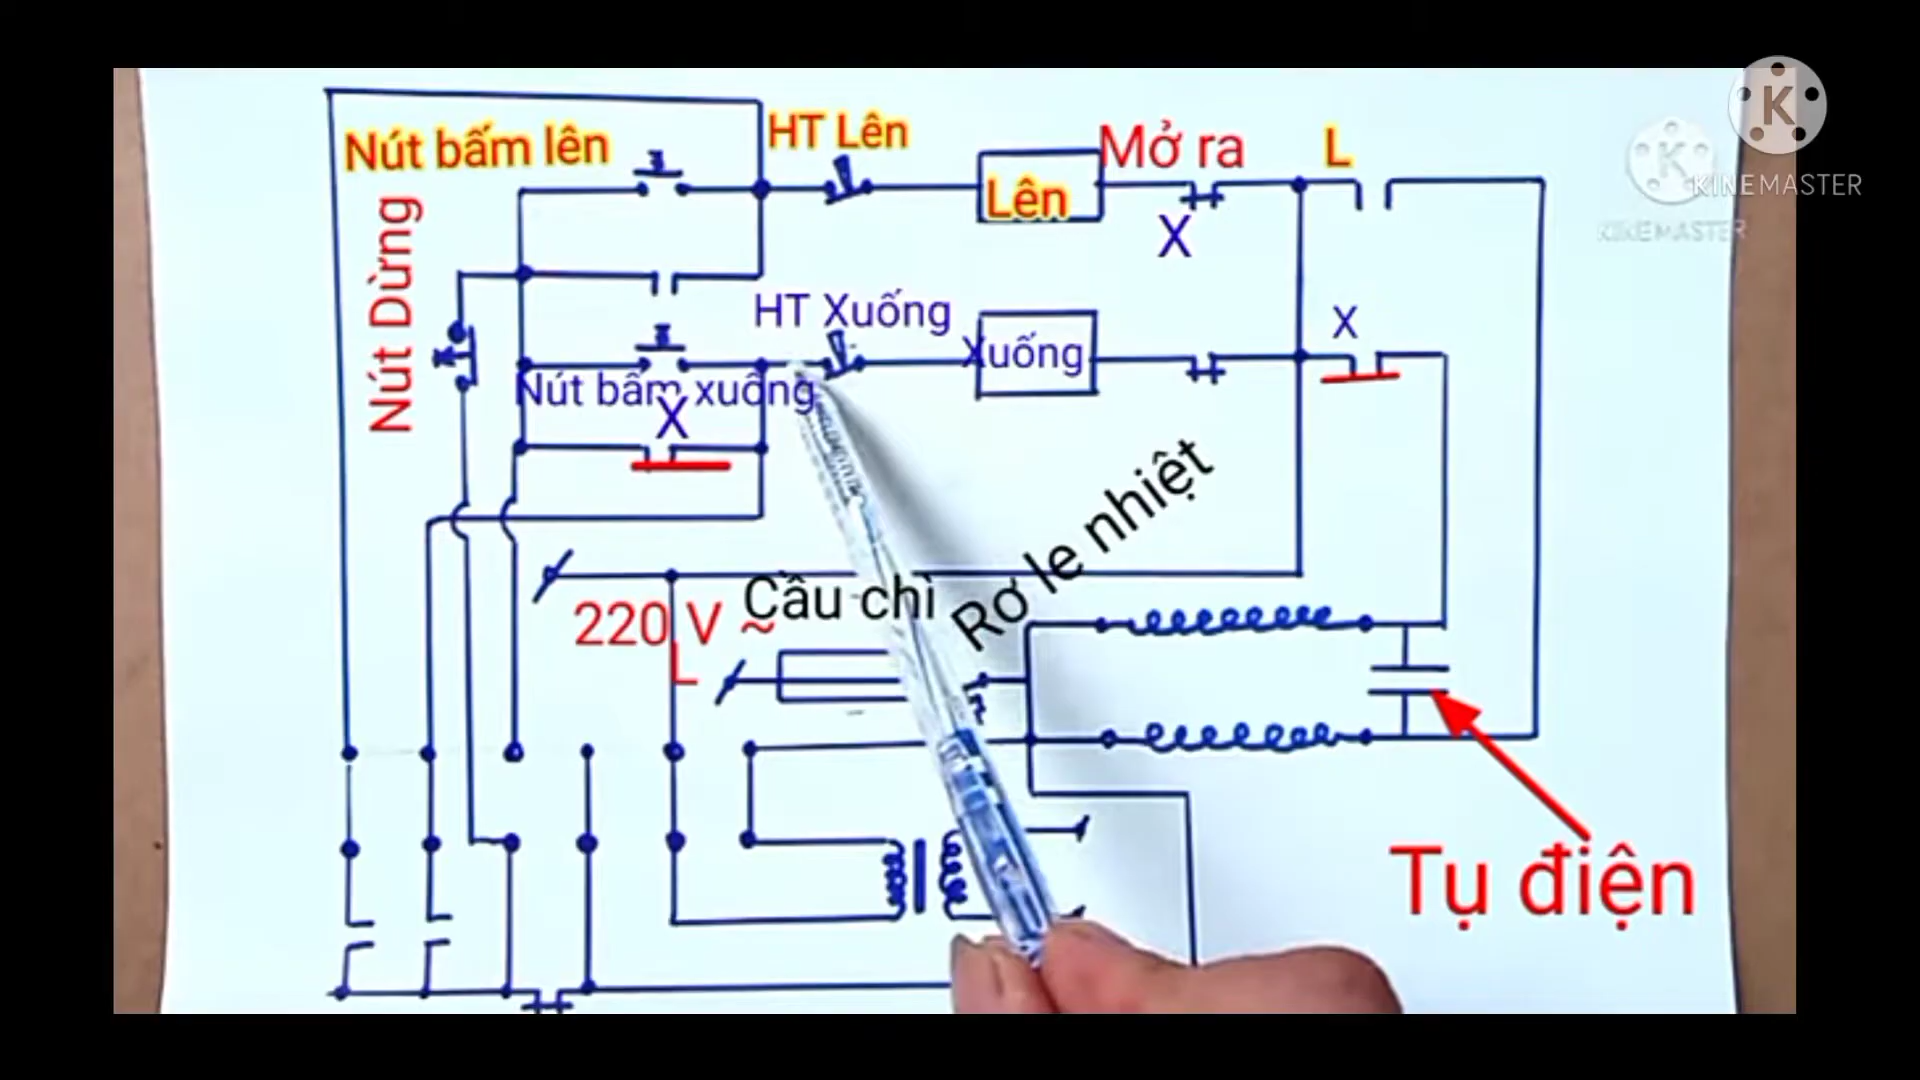 Nút bấm lên
HT Lên
Lên
Mở ra
L
K
KINEMASTER
K
KINEMASTER
X
Nút Dừng
HT Xuống
Xuống
X
Nút bấm xuống
X
Rơ le nhiệt
Cầu chì
220 V ~
L
Tụ điện